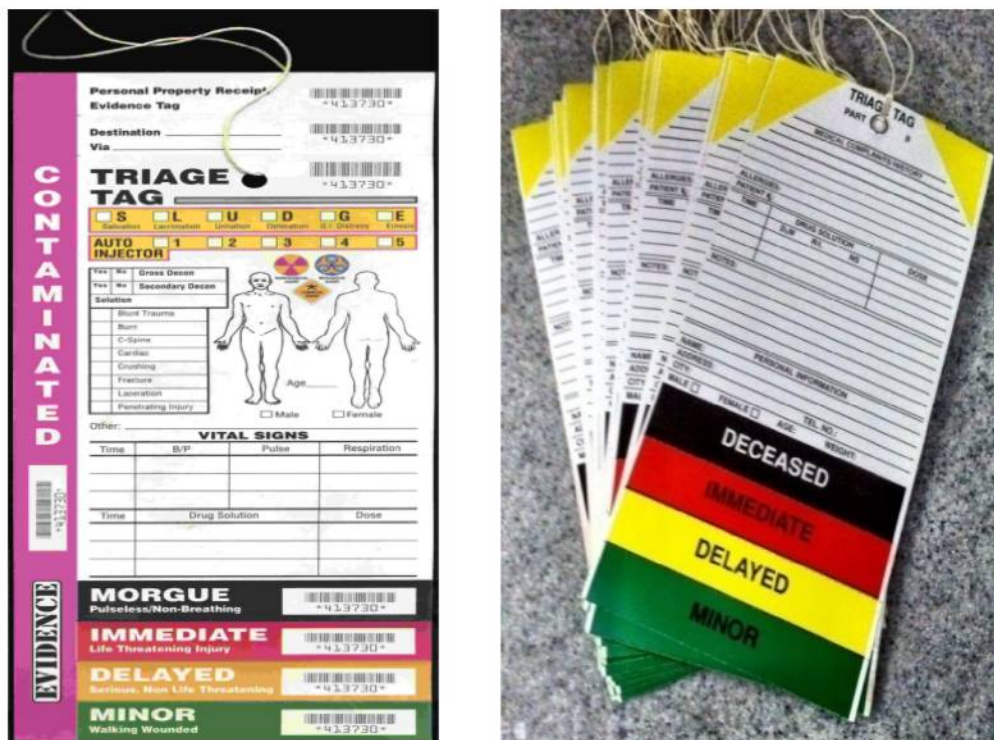 Personal Property Receipt
Evidence Tag
*413730*
Destination
Via
*413730*
TRIAGE
TAG
*413730*
CONTAMINATED
S L U D G E
Salivation Lacrimation Urination Defecation G.I. Distress Emesis
AUTO
INJECTOR
1 2 3 4 5
Yes No Gross Decon
Yes No Secondary Decon
Solution
Blunt Trauma
Burn
C-Spine
Cardiac
Crushing
Fracture
Laceration
Penetrating Injury
Age
Male Female
Other:
VITAL SIGNS
Time B/P Pulse Respiration
Time Drug Solution Dose
*413730*
EVIDENCE
MORGUE
Pulseless/Non-Breathing
*413730*
IMMEDIATE
Life Threatening Injury
*413730*
DELAYED
Serious, Non Life Threatening
*413730*
MINOR
Walking Wounded
*413730*
TRIAGE TAG
PART
MEDICAL COMPLAINTS/HISTORY
ALLERGIES:
PATIENT
TIME
DRUG SOLUTION
D5W R/L NS
DOSE
NOTES:
PERSONAL INFORMATION
NAME:
ADDRESS:
CITY:
TEL. NO.:
MALE FEMALE AGE: WEIGHT:
DECEASED
IMMEDIATE
DELAYED
MINOR